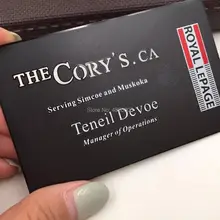 THE CORY'S.CA
Serving Simcoe and Muskoka
Teneil Devoe
Manager of Operations
ROYAL LEPAGE